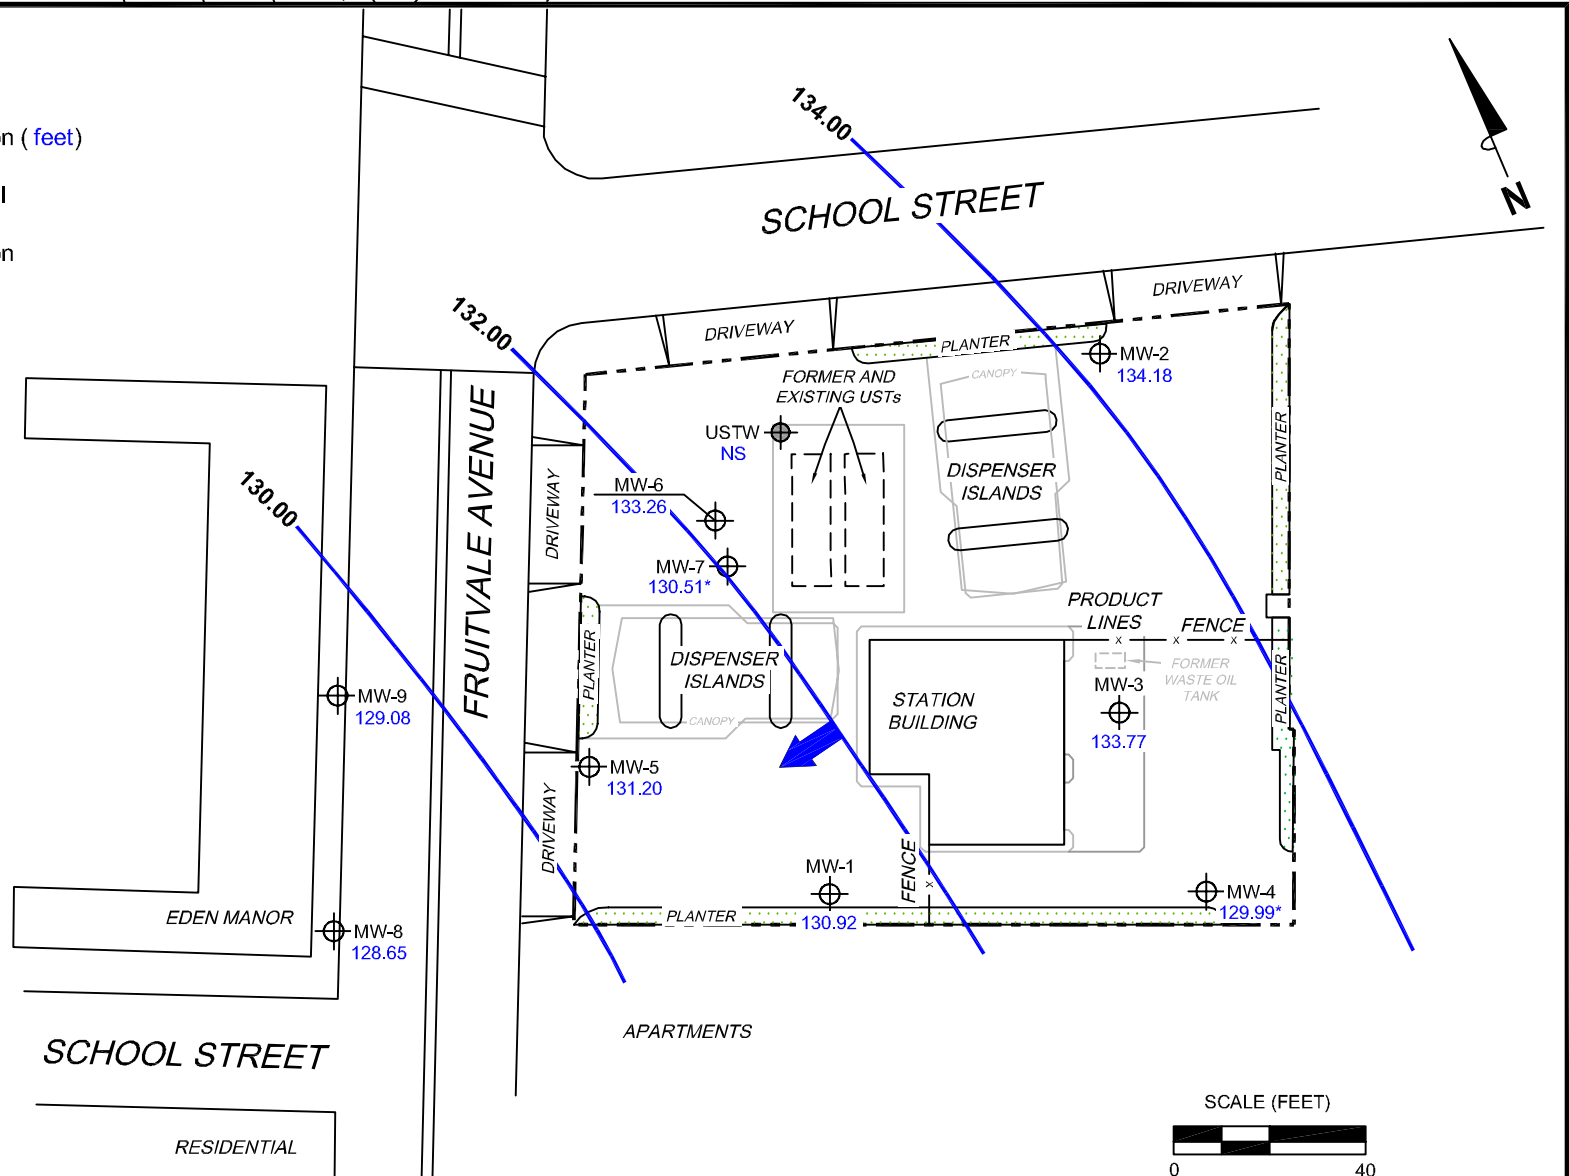 on ( feet)
l
on
134.00
SCHOOL STREET
N
DRIVEWAY
132.00
DRIVEWAY
PLANTER
MW-2
134.18
CANOPY
FORMER AND
EXISTING USTs
USTW
NS
FRUITVALE AVENUE
PLANTER
DISPENSER
ISLANDS
130.00
MW-6
133.26
DRIVEWAY
MW-7
130.51*
PRODUCT
LINES
FENCE
x x x
FORMER
WASTE OIL
TANK
PLANTER
DISPENSER
ISLANDS
CANOPY
PLANTER
MW-9
129.08
STATION
BUILDING
MW-3
133.77
MW-5
131.20
DRIVEWAY
FENCE
x
MW-1
130.92
MW-4
129.99*
PLANTER
EDEN MANOR
MW-8
128.65
APARTMENTS
SCHOOL STREET
SCALE (FEET)
RESIDENTIAL
0 40